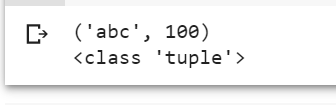 ('abc', 100)
<class 'tuple'>